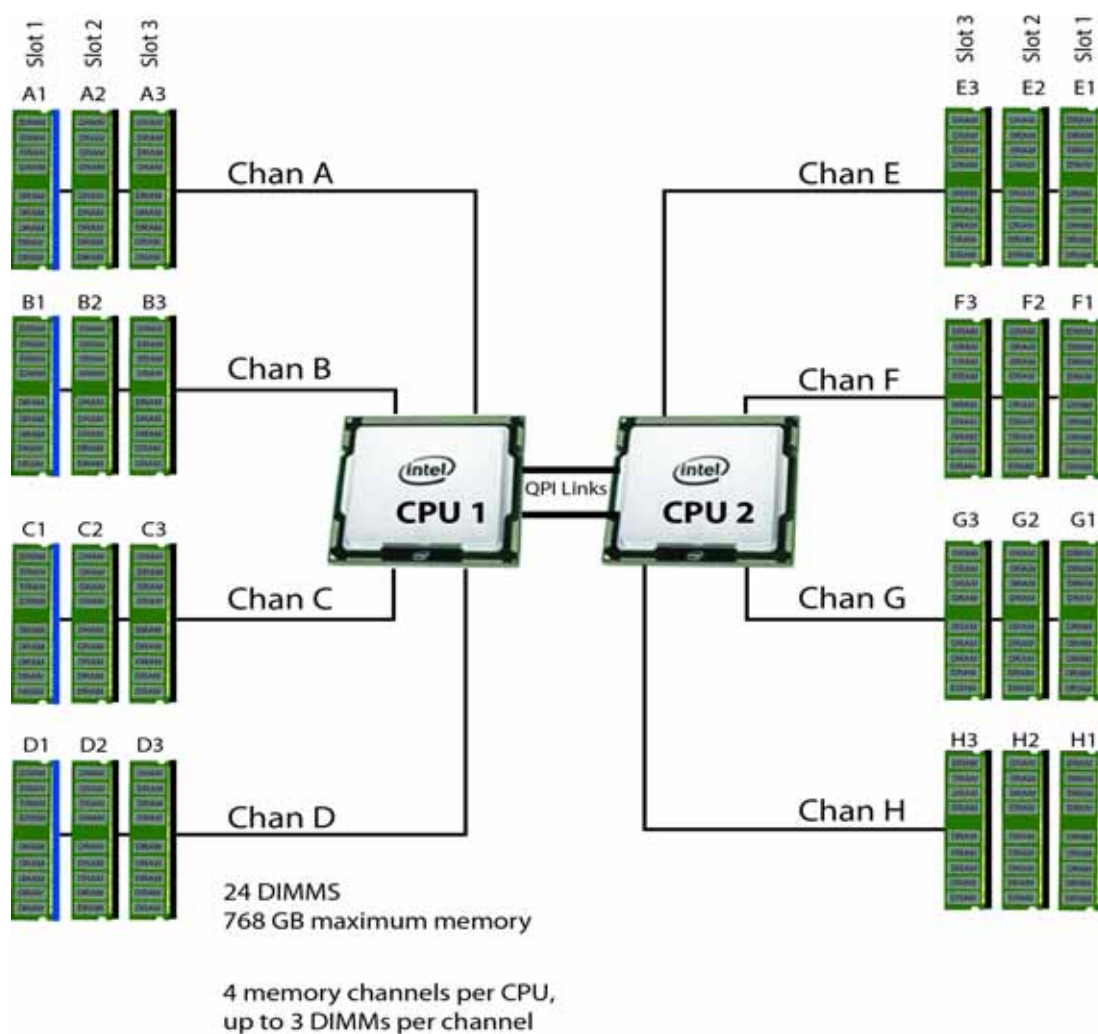 Slot 1
Slot 2
Slot 3
Slot 3
Slot 2
Slot 1
A1 A2 A3
E3 E2 E1
Chan A
Chan E
B1 B2 B3
F3 F2 F1
Chan B
Chan F
intel
CPU 1
QPI Links
intel
CPU 2
C1 C2 C3
G3 G2 G1
Chan C
Chan G
D1 D2 D3
H3 H2 H1
Chan D
Chan H
24 DIMMS
768 GB maximum memory
4 memory channels per CPU,
up to 3 DIMMs per channel